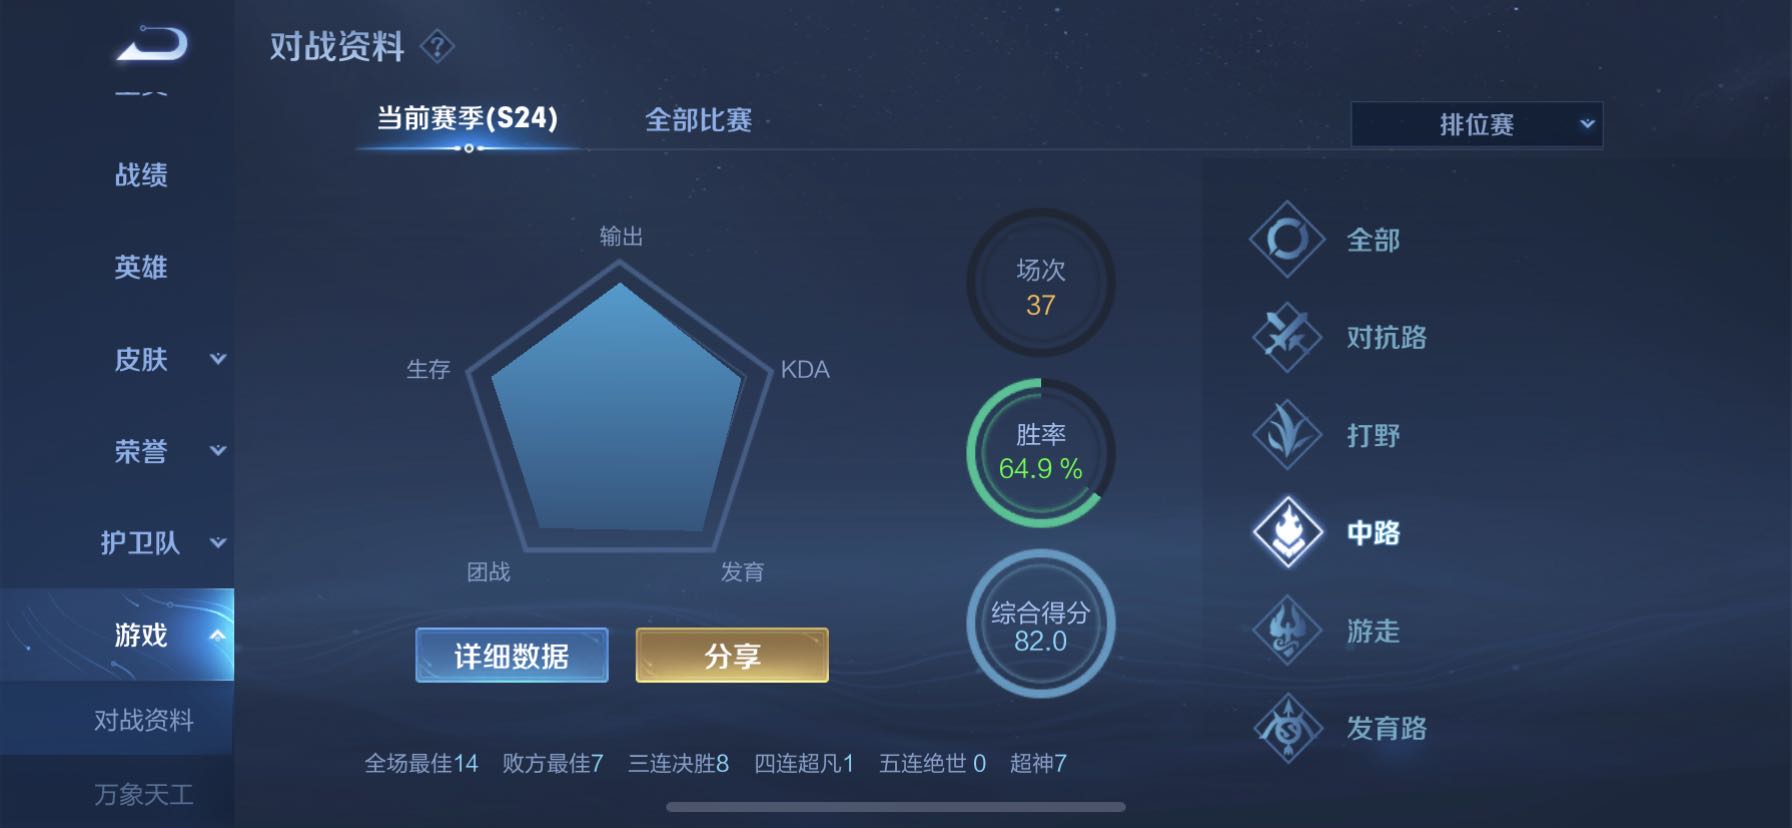 对战资料
?
当前赛季(S24)
全部比赛
排位赛
战绩
英雄
皮肤
荣誉
护卫队
游戏
对战资料
万象天工
输出
生存
KDA
团战
发育
详细数据
分享
场次
37
胜率
64.9 %
综合得分
82.0
全部
对抗路
打野
中路
游走
发育路
全场最佳14 败方最佳7 三连决胜8 四连超凡1 五连绝世 0 超神7